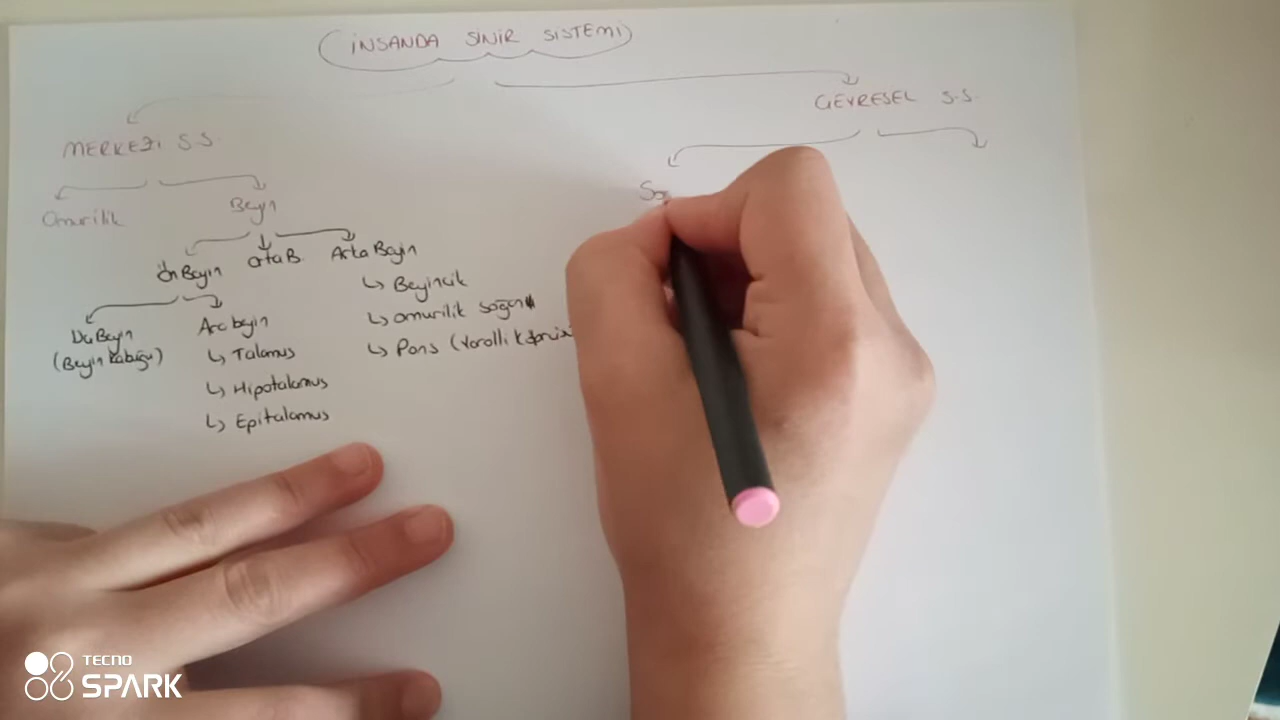 İNSANDA SİNİR SİSTEMİ
MERKEZİ S.S.
ÇEVRESEL S.S.
Omurilik
Beyin
So
Ön Beyin
Orta B.
Arka Beyin
↳ Beyincik
↳ omurilik soğanı
↳ Pons (Varolli köprüsü
Uç Beyin
(Beyin kabuğu)
Ara beyin
↳ Talamus
↳ Hipotalamus
↳ Epitalamus
TECNO
SPARK